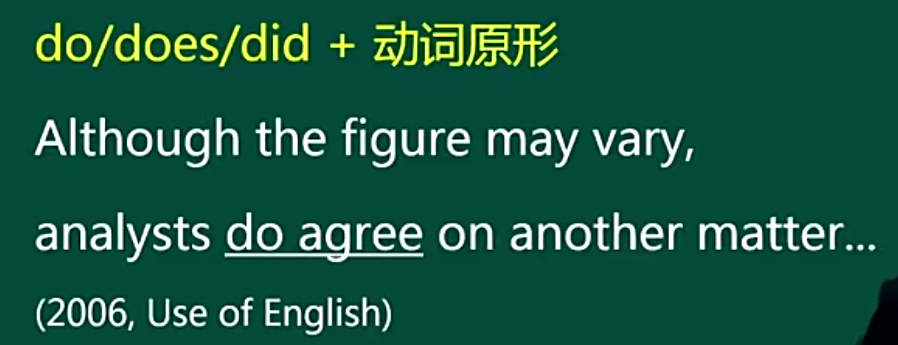 do/does/did + 动词原形
Although the figure may vary,
analysts do agree on another matter...
(2006, Use of English)